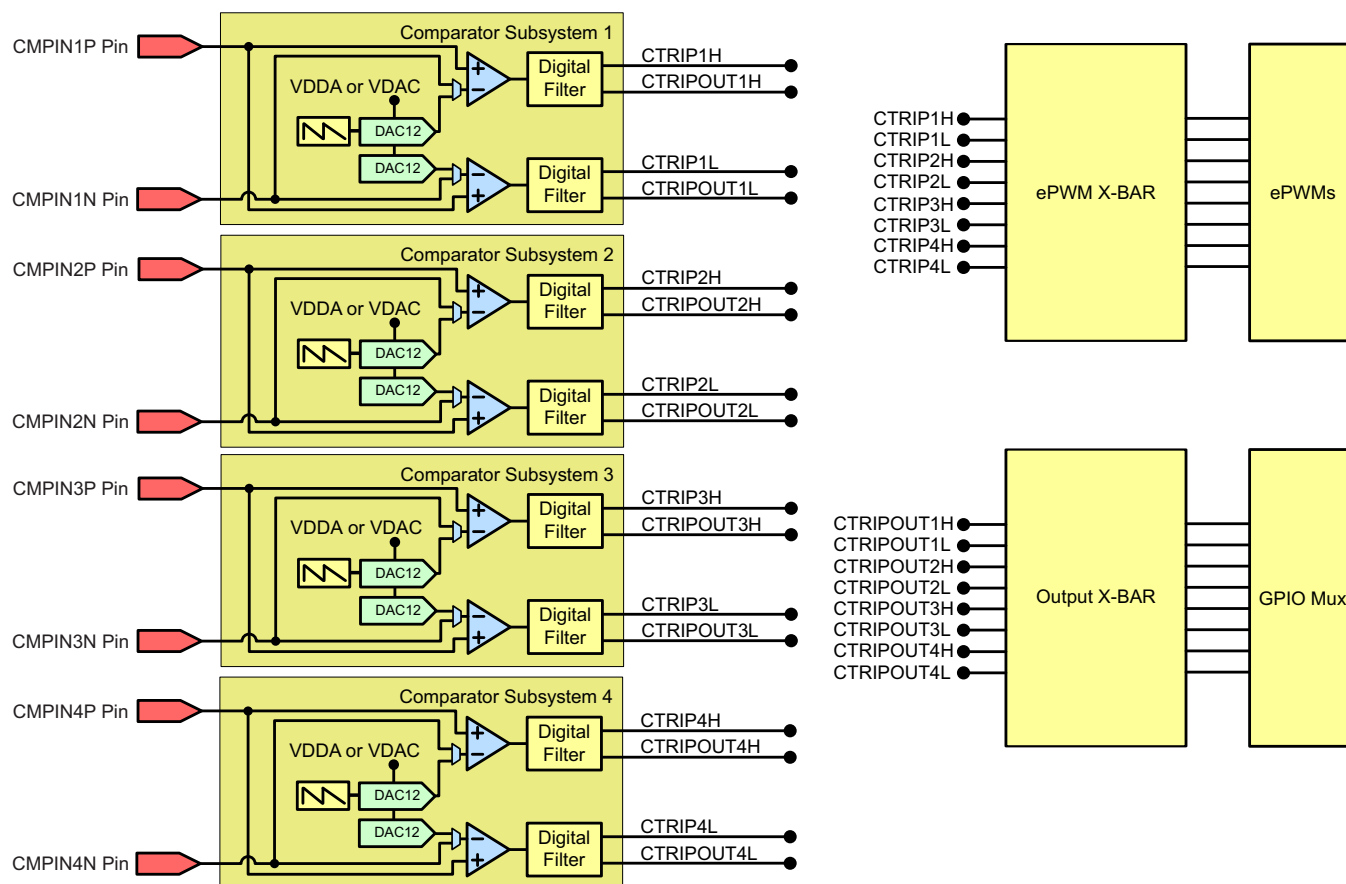 Comparator Subsystem 1
CMPIN1P Pin
VDDA or VDAC
DAC12
DAC12
Digital
Filter
CTRIP1H
CTRIPOUT1H
Digital
Filter
CTRIP1L
CTRIPOUT1L
CMPIN1N Pin
Comparator Subsystem 2
CMPIN2P Pin
VDDA or VDAC
DAC12
DAC12
Digital
Filter
CTRIP2H
CTRIPOUT2H
Digital
Filter
CTRIP2L
CTRIPOUT2L
CMPIN2N Pin
Comparator Subsystem 3
CMPIN3P Pin
VDDA or VDAC
DAC12
DAC12
Digital
Filter
CTRIP3H
CTRIPOUT3H
Digital
Filter
CTRIP3L
CTRIPOUT3L
CMPIN3N Pin
Comparator Subsystem 4
CMPIN4P Pin
VDDA or VDAC
DAC12
DAC12
Digital
Filter
CTRIP4H
CTRIPOUT4H
Digital
Filter
CTRIP4L
CTRIPOUT4L
CMPIN4N Pin
CTRIP1H
CTRIP1L
CTRIP2H
CTRIP2L
CTRIP3H
CTRIP3L
CTRIP4H
CTRIP4L
ePWM X-BAR
ePWMs
CTRIPOUT1H
CTRIPOUT1L
CTRIPOUT2H
CTRIPOUT2L
CTRIPOUT3H
CTRIPOUT3L
CTRIPOUT4H
CTRIPOUT4L
Output X-BAR
GPIO Mux